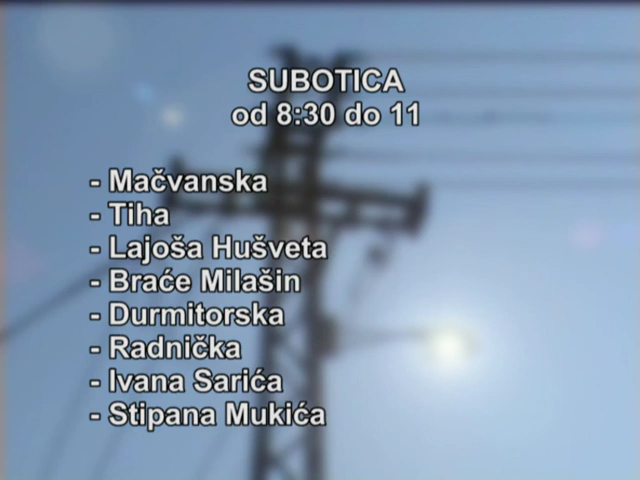 SUBOTICA
od 8:30 do 11
- Mačvanska
- Tiha
- Lajoša Hušveta
- Braće Milašin
- Durmitorska
- Radnička
- Ivana Sarića
- Stipana Mukića